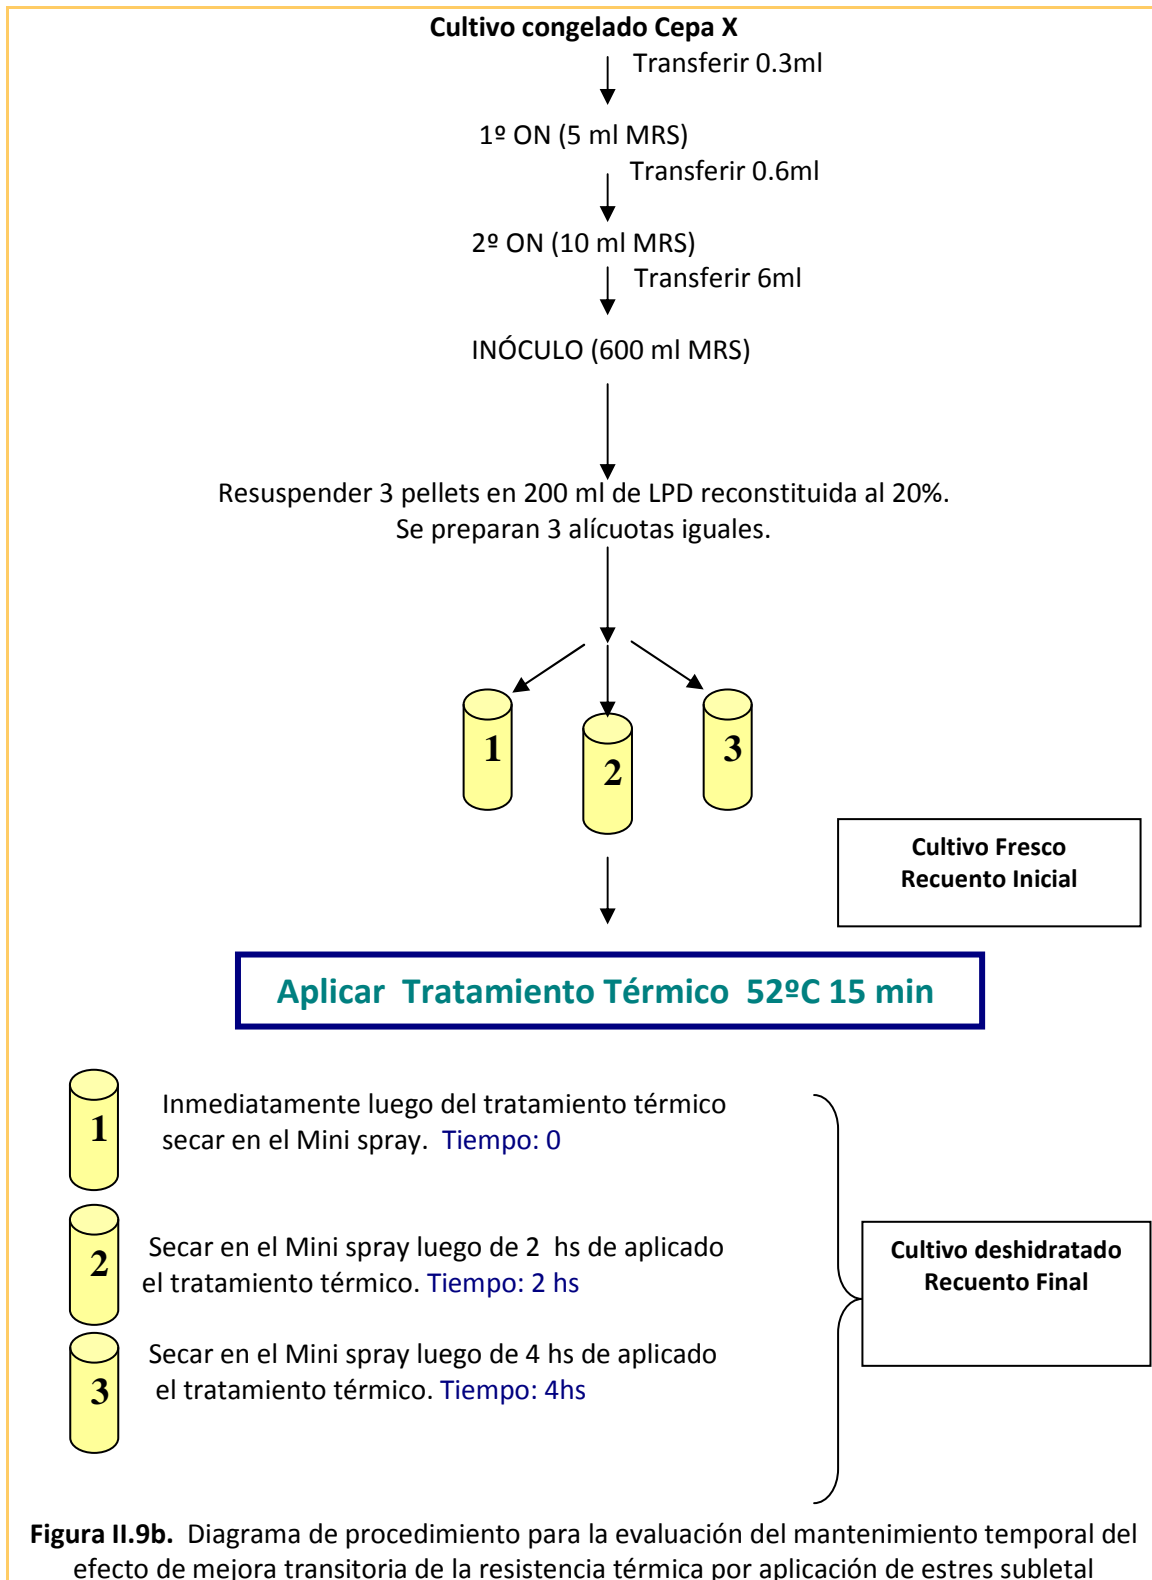 Cultivo congelado Cepa X
Transferir 0.3ml
1º ON (5 ml MRS)
Transferir 0.6ml
2º ON (10 ml MRS)
Transferir 6ml
INÓCULO (600 ml MRS)
Resuspender 3 pellets en 200 ml de LPD reconstituida al 20%.
Se preparan 3 alícuotas iguales.
1
2
3
Cultivo Fresco
Recuento Inicial
Aplicar Tratamiento Térmico 52ºC 15 min
1
Inmediatamente luego del tratamiento térmico
secar en el Mini spray. Tiempo: 0
2
Secar en el Mini spray luego de 2 hs de aplicado
el tratamiento térmico. Tiempo: 2 hs
3
Secar en el Mini spray luego de 4 hs de aplicado
el tratamiento térmico. Tiempo: 4hs
Cultivo deshidratado
Recuento Final
Figura II.9b. Diagrama de procedimiento para la evaluación del mantenimiento temporal del
efecto de mejora transitoria de la resistencia térmica por aplicación de estres subletal